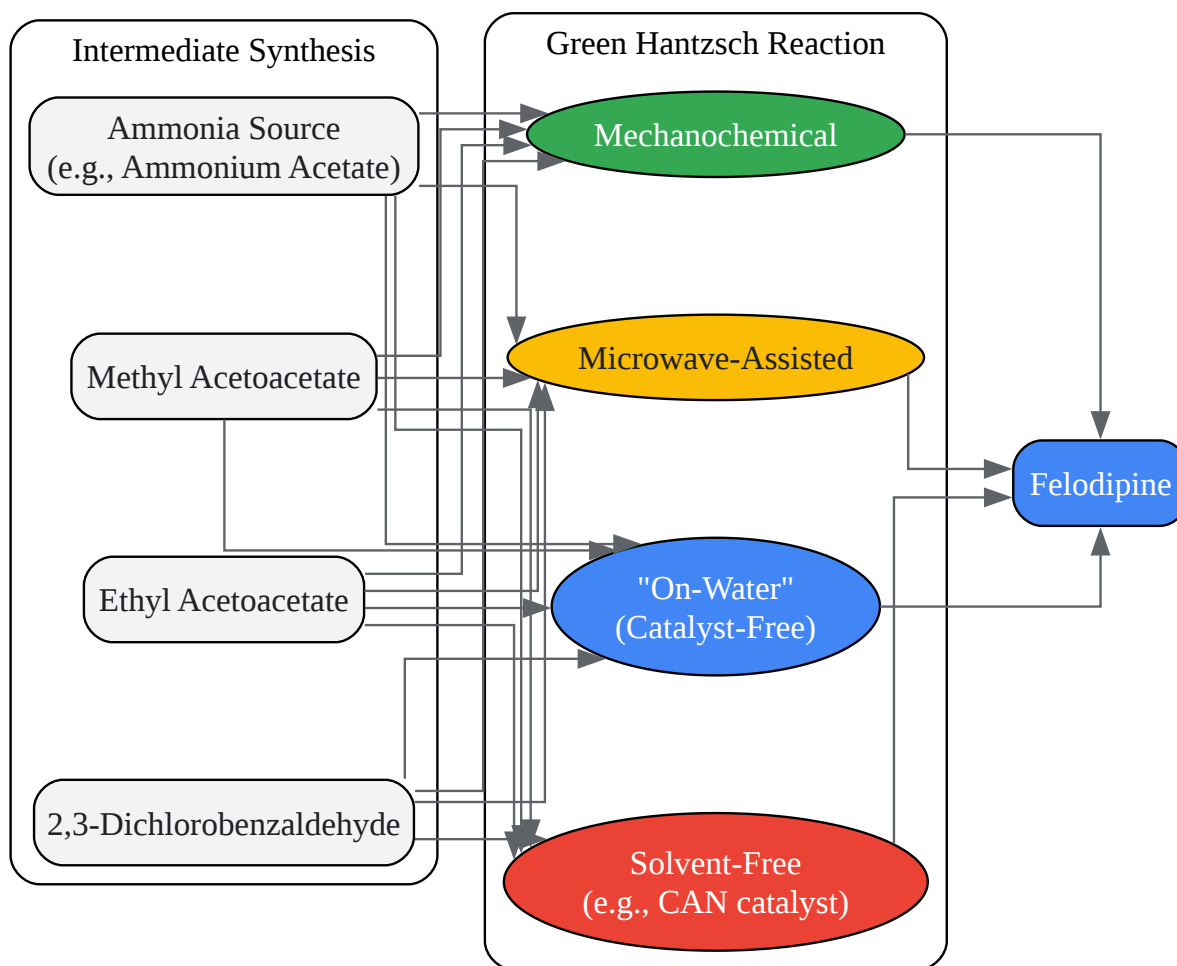 Intermediate Synthesis
Ammonia Source
(e.g., Ammonium Acetate)
Methyl Acetoacetate
Ethyl Acetoacetate
2,3-Dichlorobenzaldehyde
Green Hantzsch Reaction
Mechanochemical
Microwave-Assisted
"On-Water"
(Catalyst-Free)
Solvent-Free
(e.g., CAN catalyst)
Felodipine